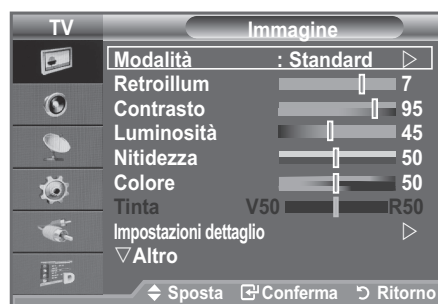 TV Immagine
Modalità : Standard
Retroillum 7
Contrasto 95
Luminosità 45
Nitidezza 50
Colore 50
Tinta V50 R50
Impostazioni dettaglio
▽Altro
Sposta Conferma Ritorno